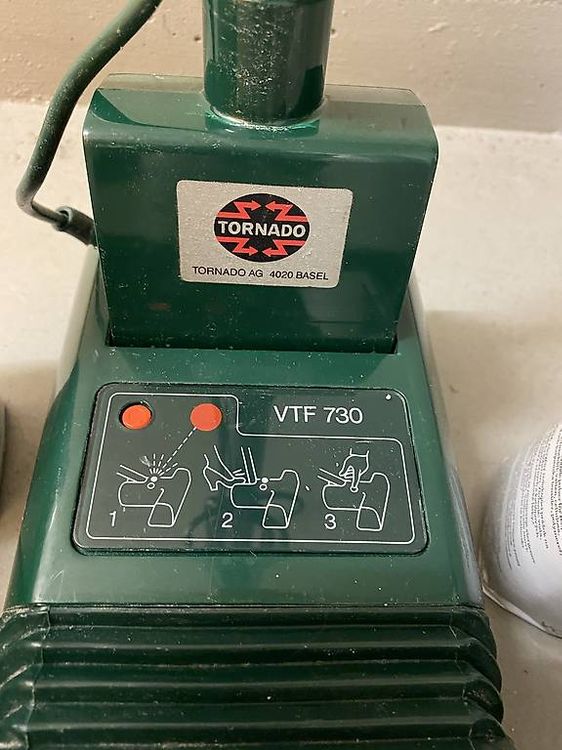 TORNADO
TORNADO AG 4020 BASEL
VTF 730
1 2 3